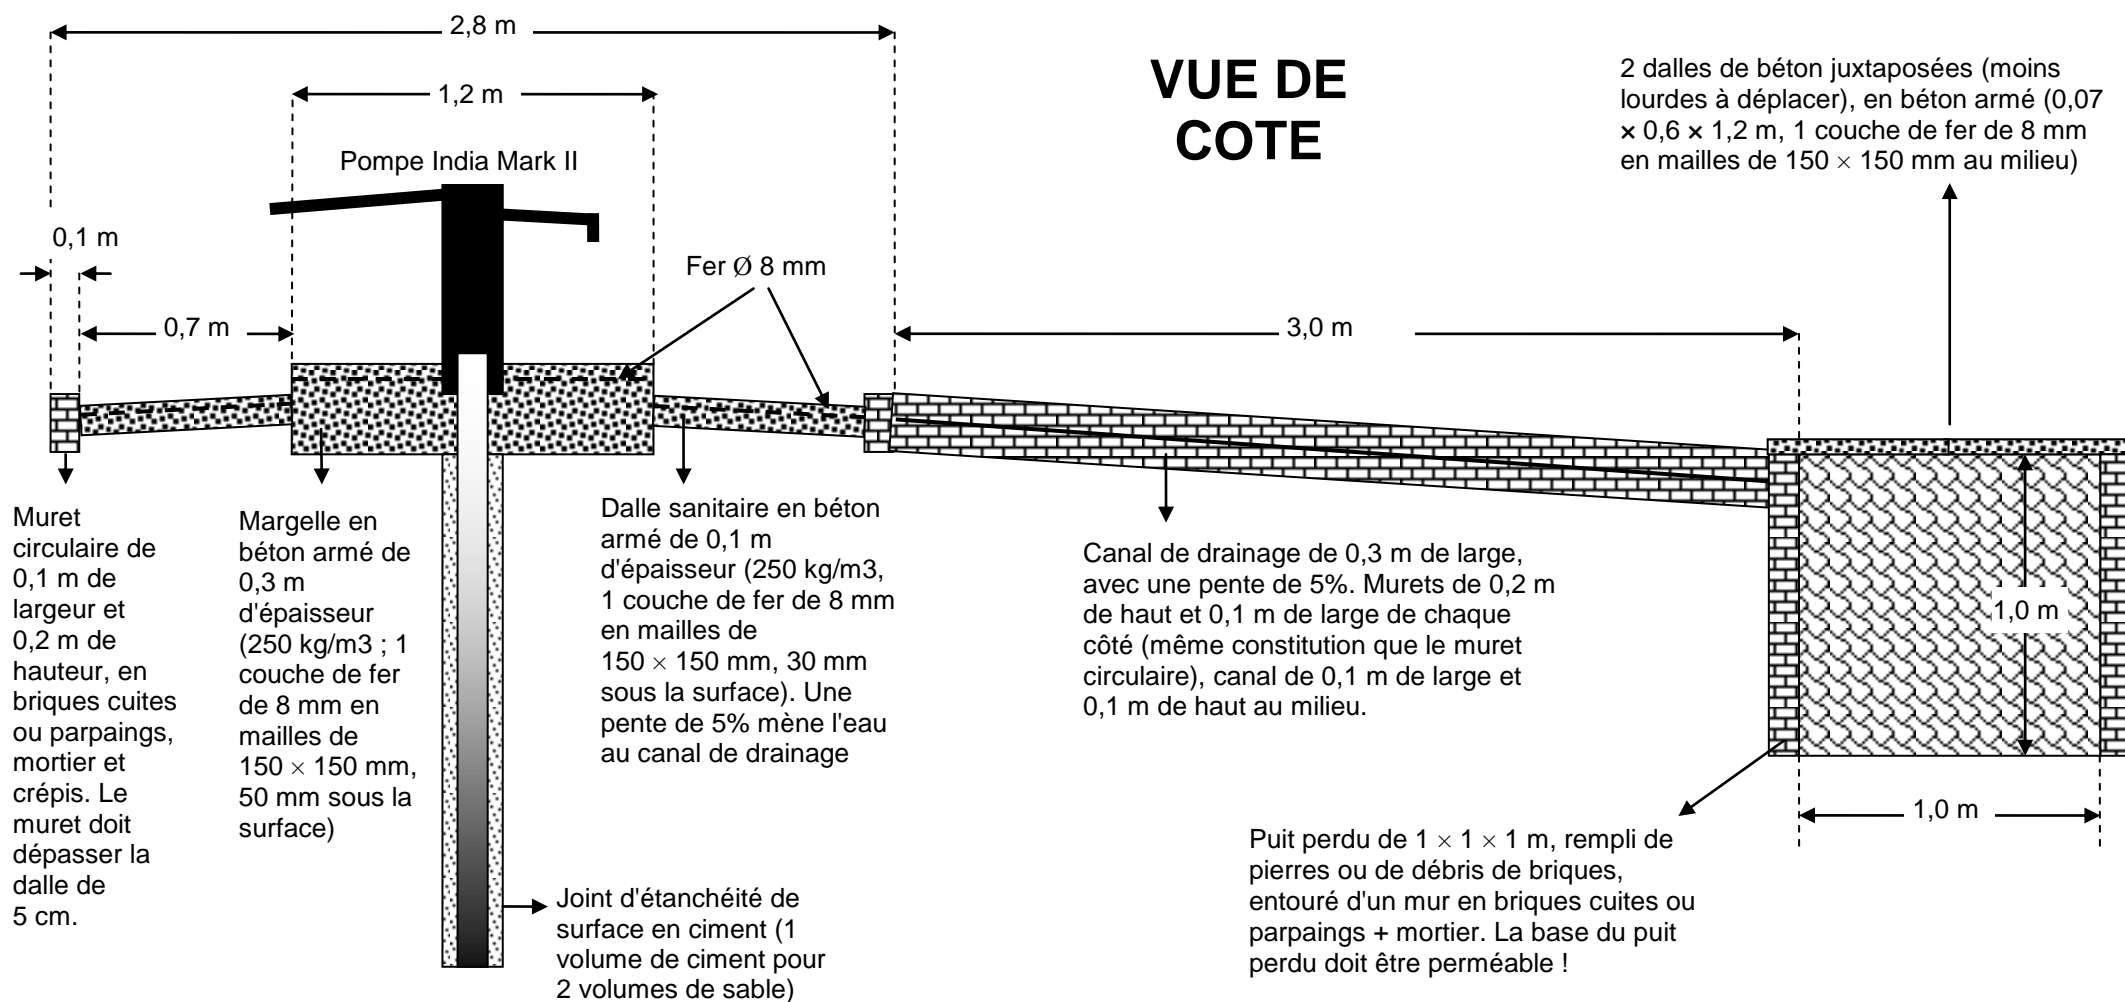 2,8 m
VUE DE
COTE
2 dalles de béton juxtaposées (moins
lourdes à déplacer), en béton armé (0,07
× 0,6 × 1,2 m, 1 couche de fer de 8 mm
en mailles de 150 × 150 mm au milieu)
1,2 m
Pompe India Mark II
0,1 m
Fer Ø 8 mm
0,7 m
3,0 m
Muret
circulaire de
0,1 m de
largeur et
0,2 m de
hauteur, en
briques cuites
ou parpaings,
mortier et
crépis. Le
muret doit
dépasser la
dalle de
5 cm.
Margelle en
béton armé de
0,3 m
d'épaisseur
(250 kg/m3 ; 1
couche de fer
de 8 mm en
mailles de
150 × 150 mm,
50 mm sous la
surface)
Dalle sanitaire en béton
armé de 0,1 m
d'épaisseur (250 kg/m3,
1 couche de fer de 8 mm
en mailles de
150 × 150 mm, 30 mm
sous la surface). Une
pente de 5% mène l'eau
au canal de drainage
Canal de drainage de 0,3 m de large,
avec une pente de 5%. Murets de 0,2 m
de haut et 0,1 m de large de chaque
côté (même constitution que le muret
circulaire), canal de 0,1 m de large et
0,1 m de haut au milieu.
1,0 m
1,0 m
Puit perdu de 1 × 1 × 1 m, rempli de
pierres ou de débris de briques,
entouré d'un mur en briques cuites ou
parpaings + mortier. La base du puit
perdu doit être perméable !
Joint d'étanchéité de
surface en ciment (1
volume de ciment pour
2 volumes de sable)